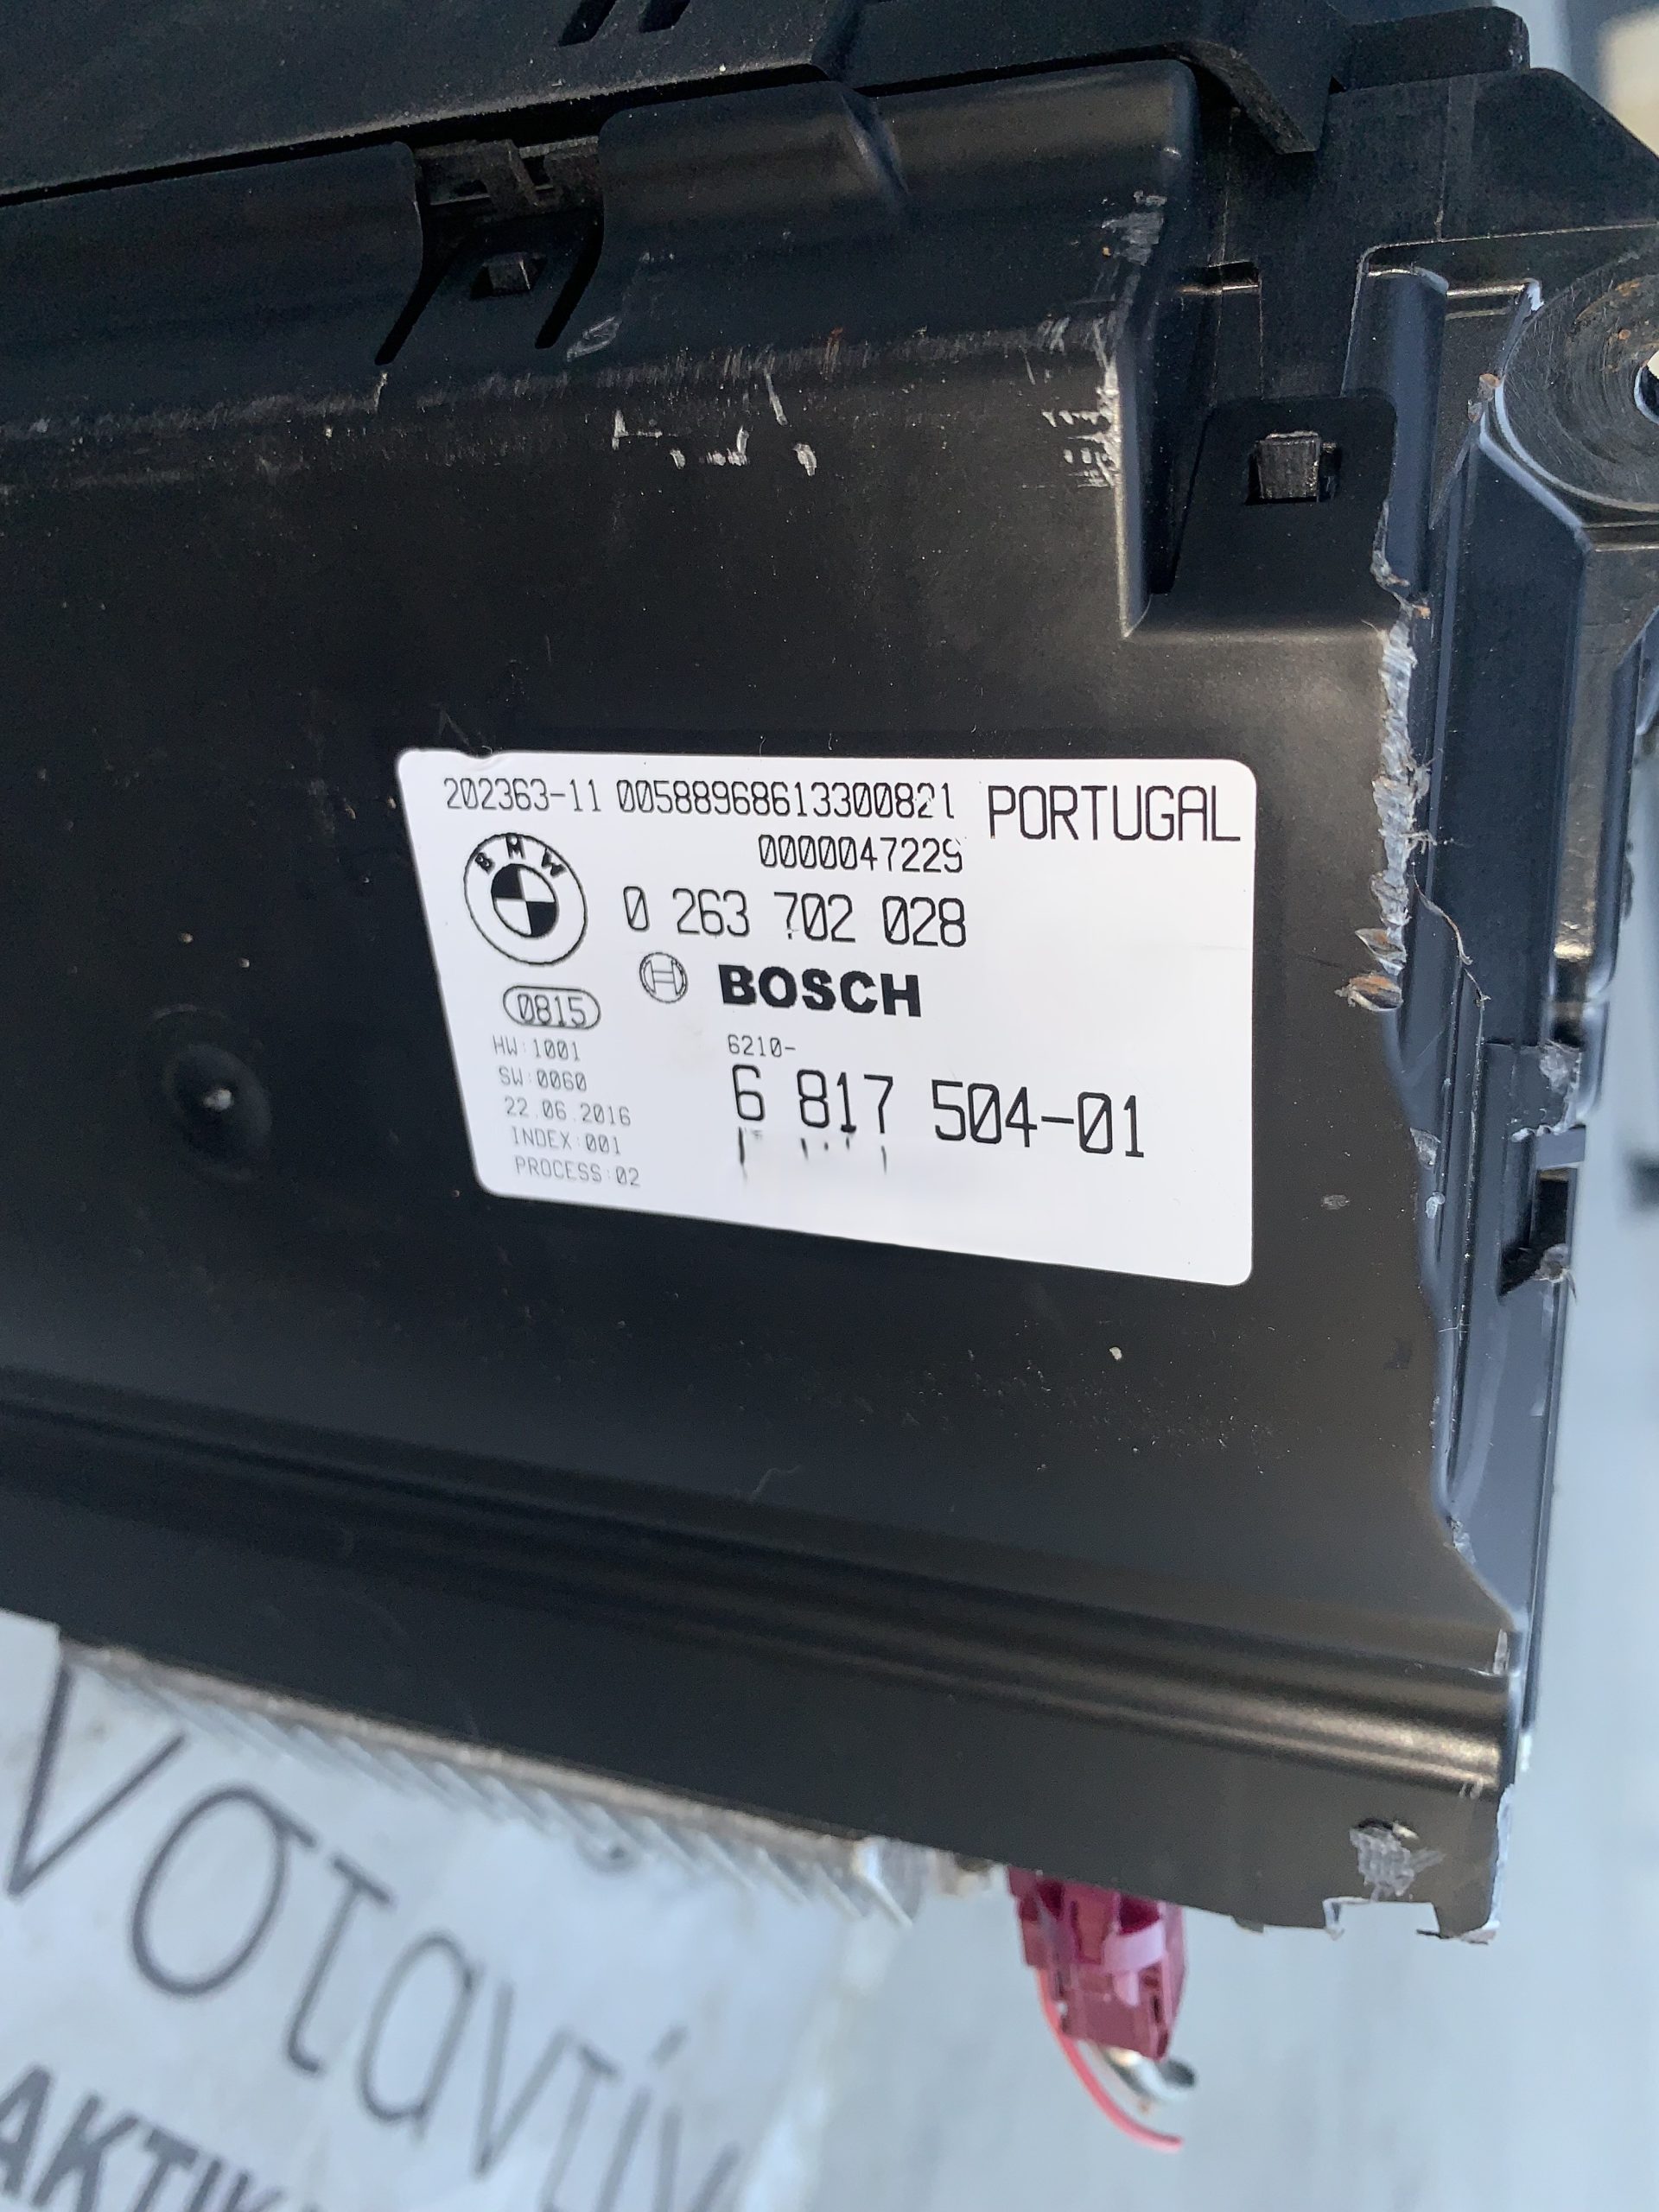 202363-11 00588968613300821 PORTUGAL
0000047229
BMW
0 263 702 028
BOSCH
0815
HW:1001
SW:0060
22.06.2016
INDEX:001
PROCESS:02
6210-
6 817 504-01